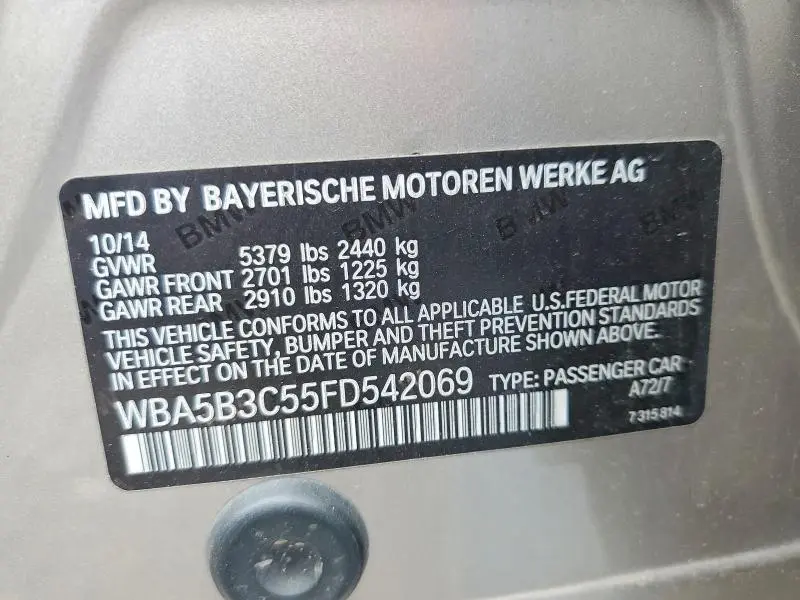 MFD BY BAYERISCHE MOTOREN WERKE AG
10/14
GVWR 5379 lbs 2440 kg
GAWR FRONT 2701 lbs 1225 kg
GAWR REAR 2910 lbs 1320 kg
THIS VEHICLE CONFORMS TO ALL APPLICABLE U.S.FEDERAL MOTOR
VEHICLE SAFETY, BUMPER AND THEFT PREVENTION STANDARDS
IN EFFECT ON THE DATE OF MANUFACTURE SHOWN ABOVE.
WBA5B3C55FD542069 TYPE: PASSENGER CAR
A72/7
7 315 814
BMW
BMW
BMW